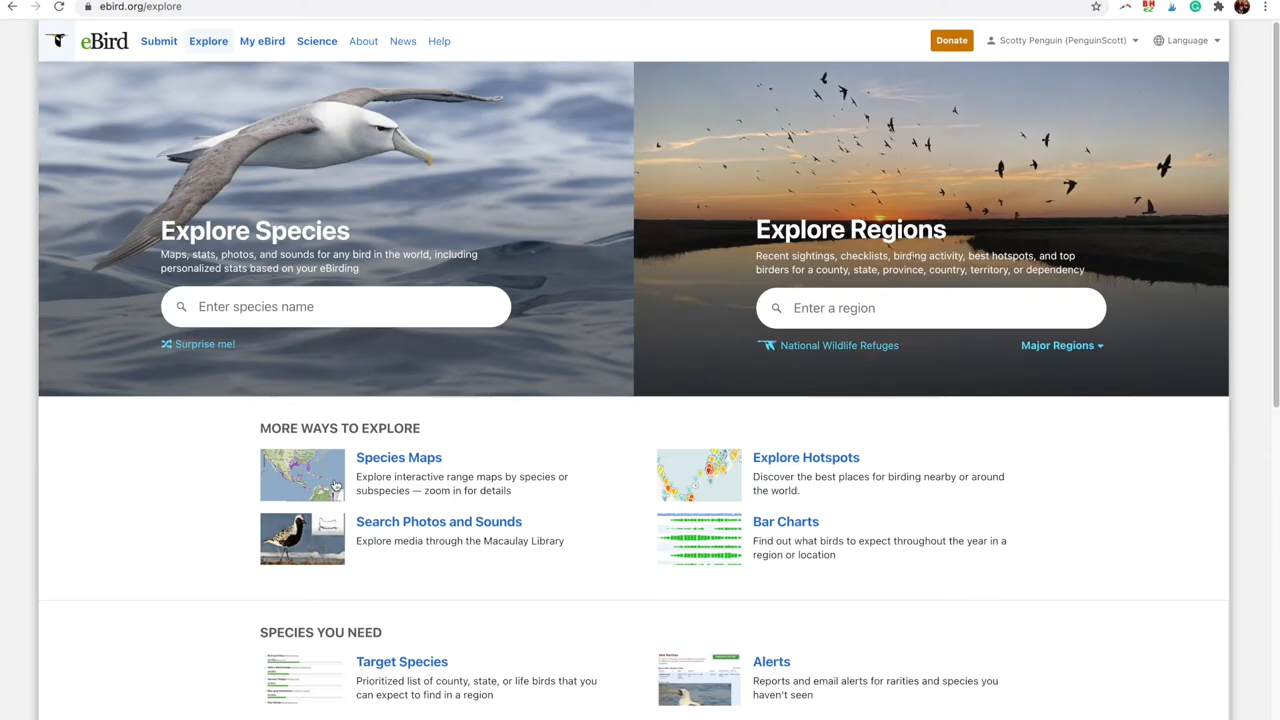 ebird.org/explore
eBird Submit Explore My eBird Science About News Help Donate Scotty Penguin (PenguinScott) Language
Explore Species
Maps, stats, photos, and sounds for any bird in the world, including
personalized stats based on your eBirding
Enter species name
Surprise me!
Explore Regions
Recent sightings, checklists, birding activity, best hotspots, and top
birders for a county, state, province, country, territory, or dependency
Enter a region
National Wildlife Refuges Major Regions
MORE WAYS TO EXPLORE
Species Maps
Explore interactive range maps by species or
subspecies — zoom in for details
Explore Hotspots
Discover the best places for birding nearby or around
the world.
Search Photos and Sounds
Explore media through the Macaulay Library
Bar Charts
Find out what birds to expect throughout the year in a
region or location
SPECIES YOU NEED
Target Species
Prioritized list of county, state, or life birds that you
can expect to find in a region
Alerts
Reports and email alerts for rarities and species you
haven't seen